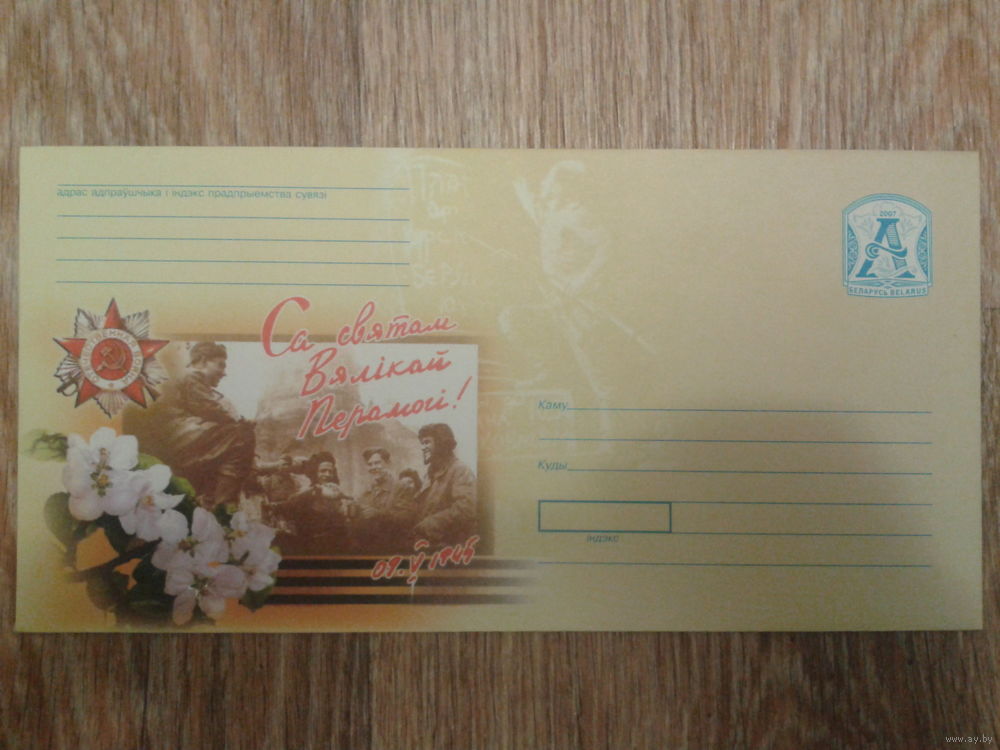 адрас адпраўшчыка і індэкс прадпрыемства сувязі
2007
А
БЕЛАРУСЬ BELARUS
Са святам
Вялікай
Перамогі!
Каму
Куды
індэкс
09.V 1945
www.ay.by